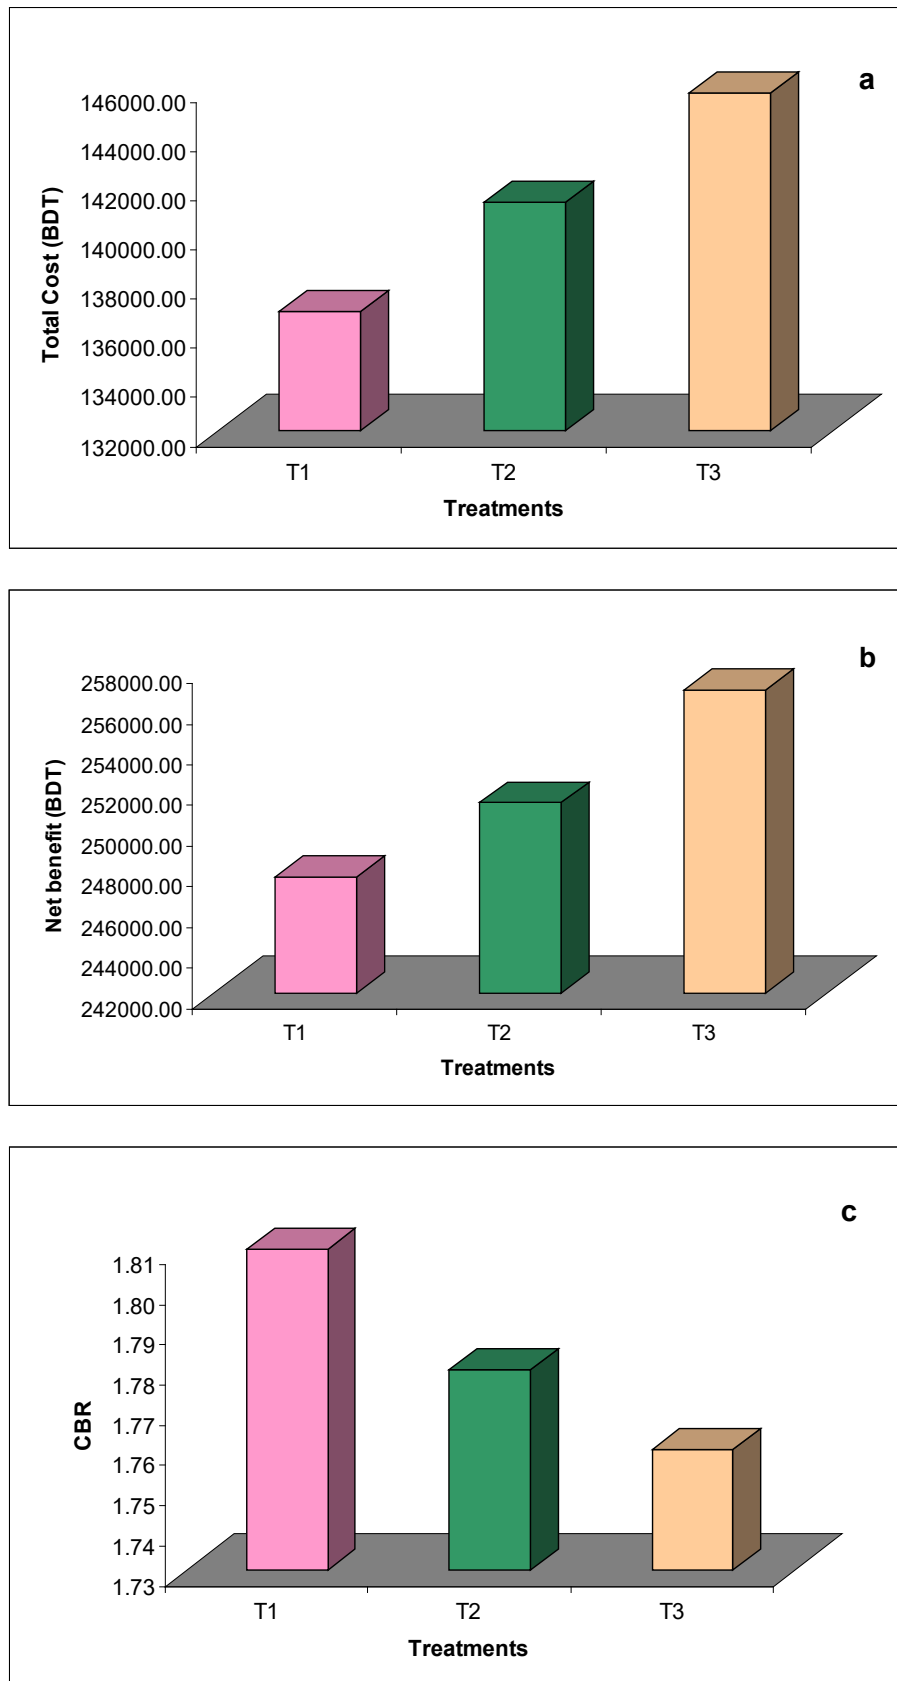 a
146000.00
144000.00
142000.00
140000.00
138000.00
136000.00
134000.00
132000.00
Total Cost (BDT)
T1 T2 T3
Treatments
b
258000.00
256000.00
254000.00
252000.00
250000.00
248000.00
246000.00
244000.00
242000.00
Net benefit (BDT)
T1 T2 T3
Treatments
c
1.81
1.80
1.79
1.78
1.77
1.76
1.75
1.74
1.73
CBR
T1 T2 T3
Treatments